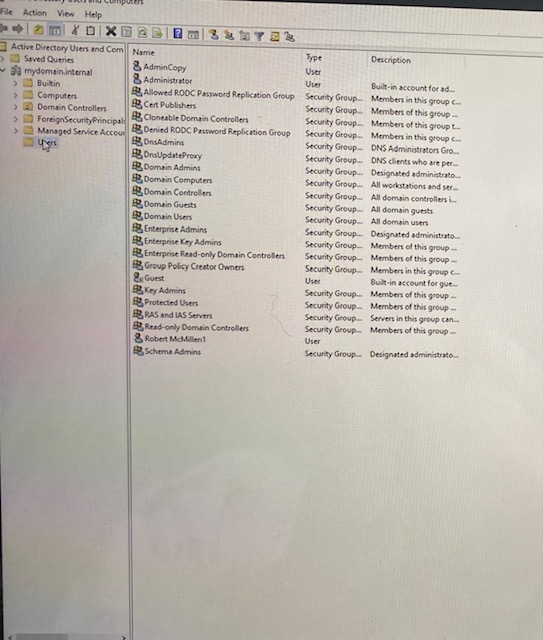 Directory Users and Computers
File Action View Help
Active Directory Users and Com
Saved Queries
mydomain.internal
Builtin
Computers
Domain Controllers
ForeignSecurityPrincipals
Managed Service Accou
Users
Name Type Description
AdminCopy User
Administrator User Built-in account for ad...
Allowed RODC Password Replication Group Security Group... Members in this group c...
Cert Publishers Security Group... Members of this group ...
Cloneable Domain Controllers Security Group... Members of this group t...
Denied RODC Password Replication Group Security Group... Members in this group c...
DnsAdmins Security Group... DNS Administrators Gro...
DnsUpdateProxy Security Group... DNS clients who are per...
Domain Admins Security Group... Designated administrato...
Domain Computers Security Group... All workstations and ser...
Domain Controllers Security Group... All domain controllers i...
Domain Guests Security Group... All domain guests
Domain Users Security Group... All domain users
Enterprise Admins Security Group... Designated administrato...
Enterprise Key Admins Security Group... Members of this group ...
Enterprise Read-only Domain Controllers Security Group... Members of this group ...
Group Policy Creator Owners Security Group... Members in this group c...
Guest User Built-in account for gue...
Key Admins Security Group... Members of this group ...
Protected Users Security Group... Members of this group ...
RAS and IAS Servers Security Group... Servers in this group can...
Read-only Domain Controllers Security Group... Members of this group ...
Robert McMillen1 User
Schema Admins Security Group... Designated administrato...